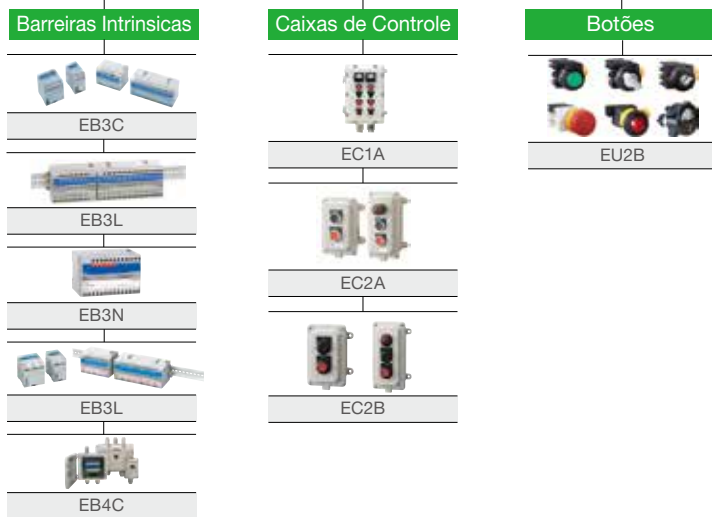 Barreiras Intrinsicas
EB3C
EB3L
EB3N
EB3L
EB4C
Caixas de Controle
EC1A
EC2A
EC2B
Botões
EU2B